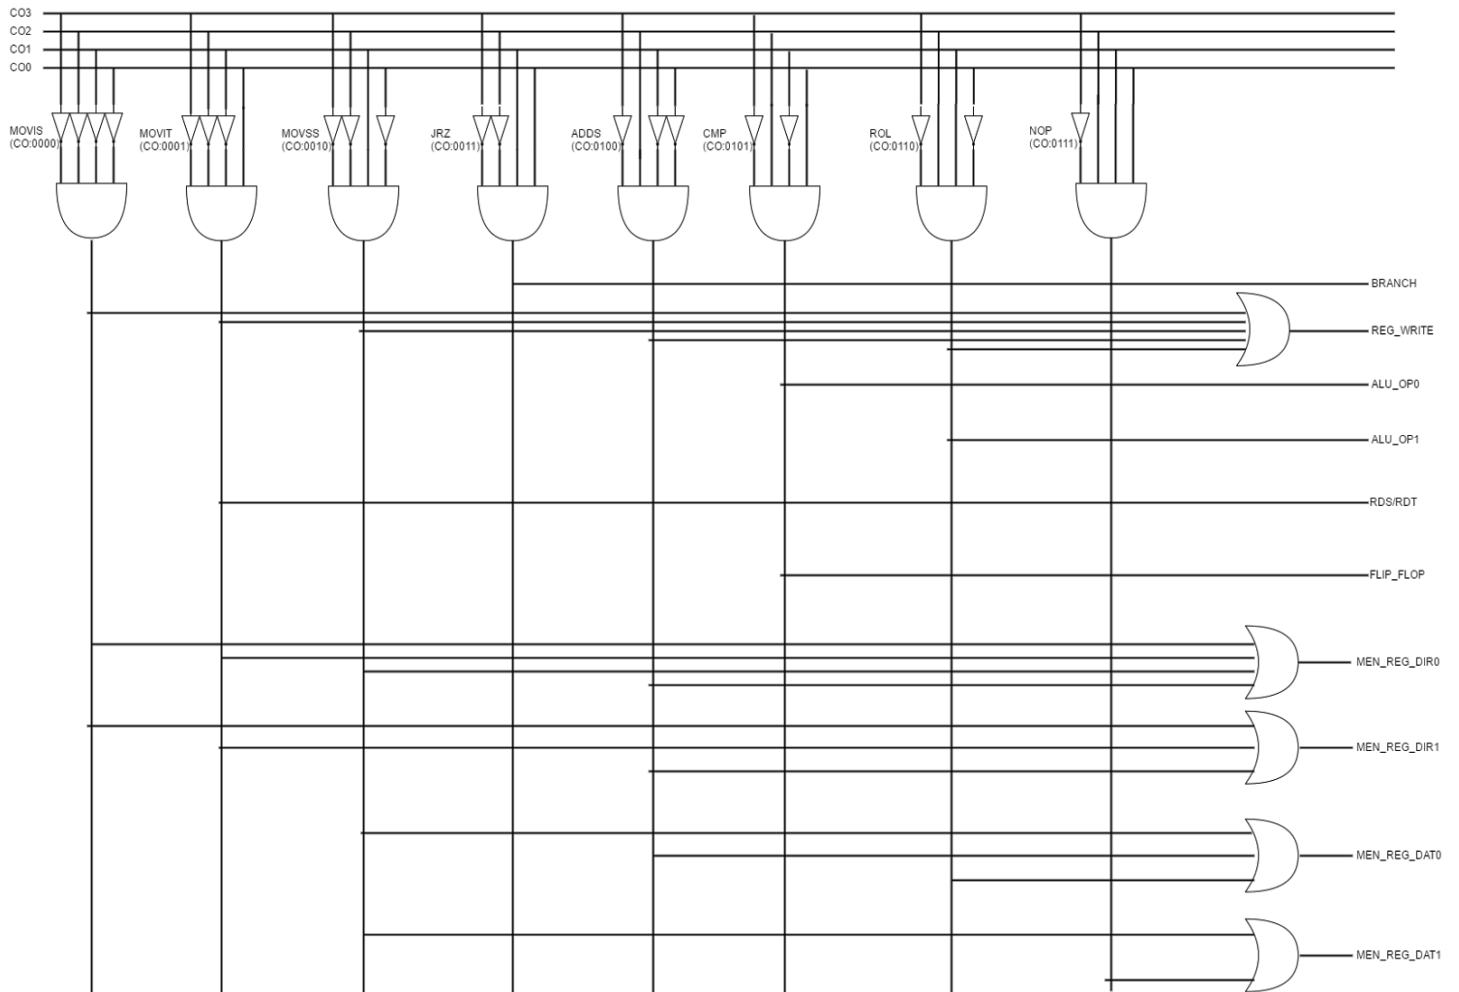 CO3
CO2
CO1
CO0
MOVIS
(CO:0000)
MOVIT
(CO:0001)
MOVSS
(CO:0010)
JRZ
(CO:0011)
ADDS
(CO:0100)
CMP
(CO:0101)
ROL
(CO:0110)
NOP
(CO:0111)
BRANCH
REG_WRITE
ALU_OP0
ALU_OP1
RDS/RDT
FLIP_FLOP
MEN_REG_DIR0
MEN_REG_DIR1
MEN_REG_DAT0
MEN_REG_DAT1